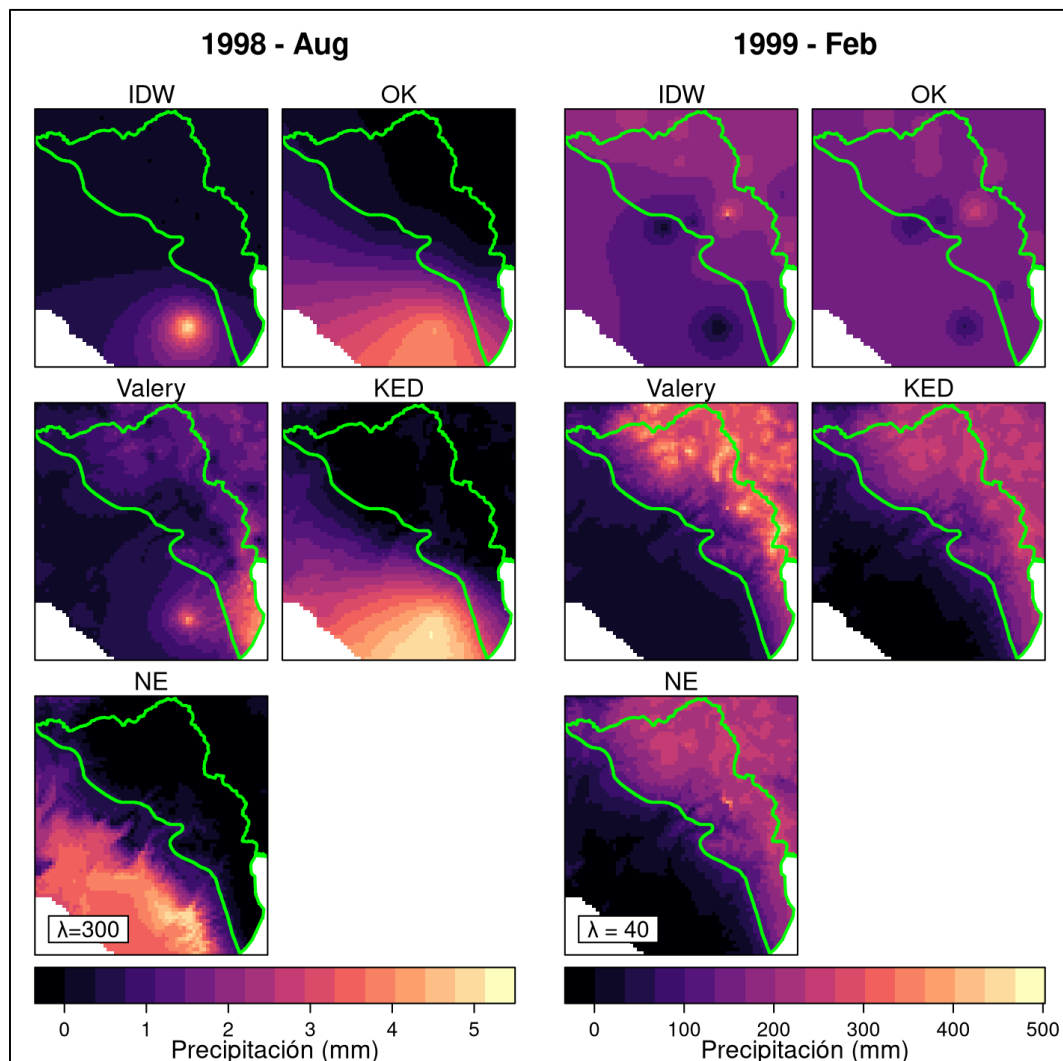 1998 - Aug
IDW OK
Valery KED
NE
λ=300
0 1 2 3 4 5
Precipitación (mm)
1999 - Feb
IDW OK
Valery KED
NE
λ = 40
0 100 200 300 400 500
Precipitación (mm)